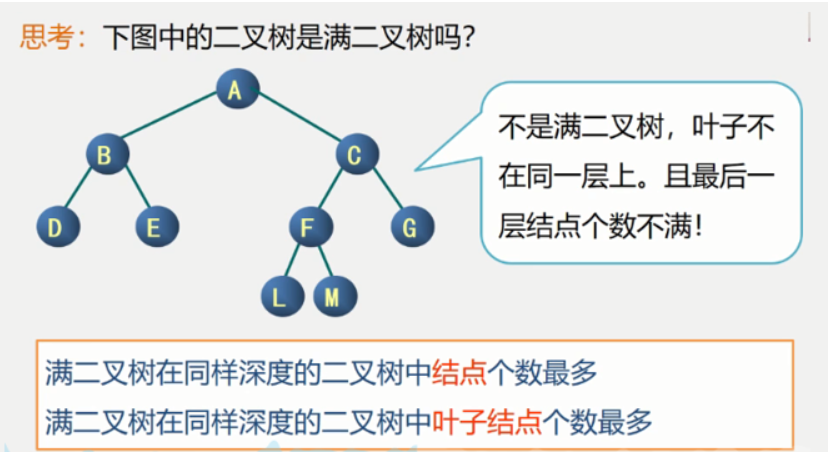 思考：下图中的二叉树是满二叉树吗？
A
不是满二叉树，叶子不
在同一层上。且最后一
层结点个数不满！
B
C
D
E
F
G
L
M
满二叉树在同样深度的二叉树中结点个数最多
满二叉树在同样深度的二叉树中叶子结点个数最多